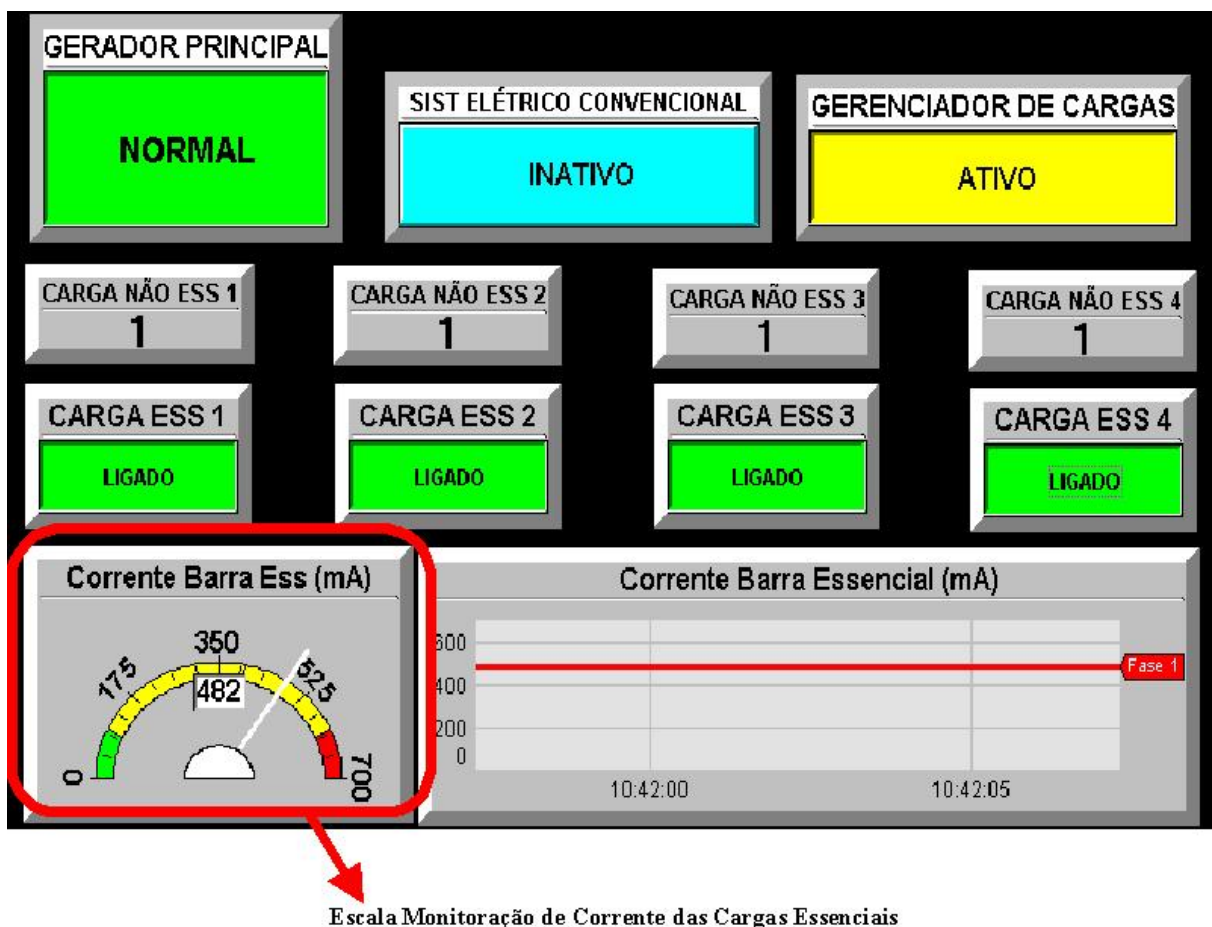 GERADOR PRINCIPAL
NORMAL
SIST ELÉTRICO CONVENCIONAL
INATIVO
GERENCIADOR DE CARGAS
ATIVO
CARGA NÃO ESS 1
1
CARGA NÃO ESS 2
1
CARGA NÃO ESS 3
1
CARGA NÃO ESS 4
1
CARGA ESS 1
LIGADO
CARGA ESS 2
LIGADO
CARGA ESS 3
LIGADO
CARGA ESS 4
LIGADO
Corrente Barra Ess (mA)
0
175
350
525
700
482
Corrente Barra Essencial (mA)
600
400
200
0
Fase 1
10:42:00
10:42:05
Escala Monitoração de Corrente das Cargas Essenciais